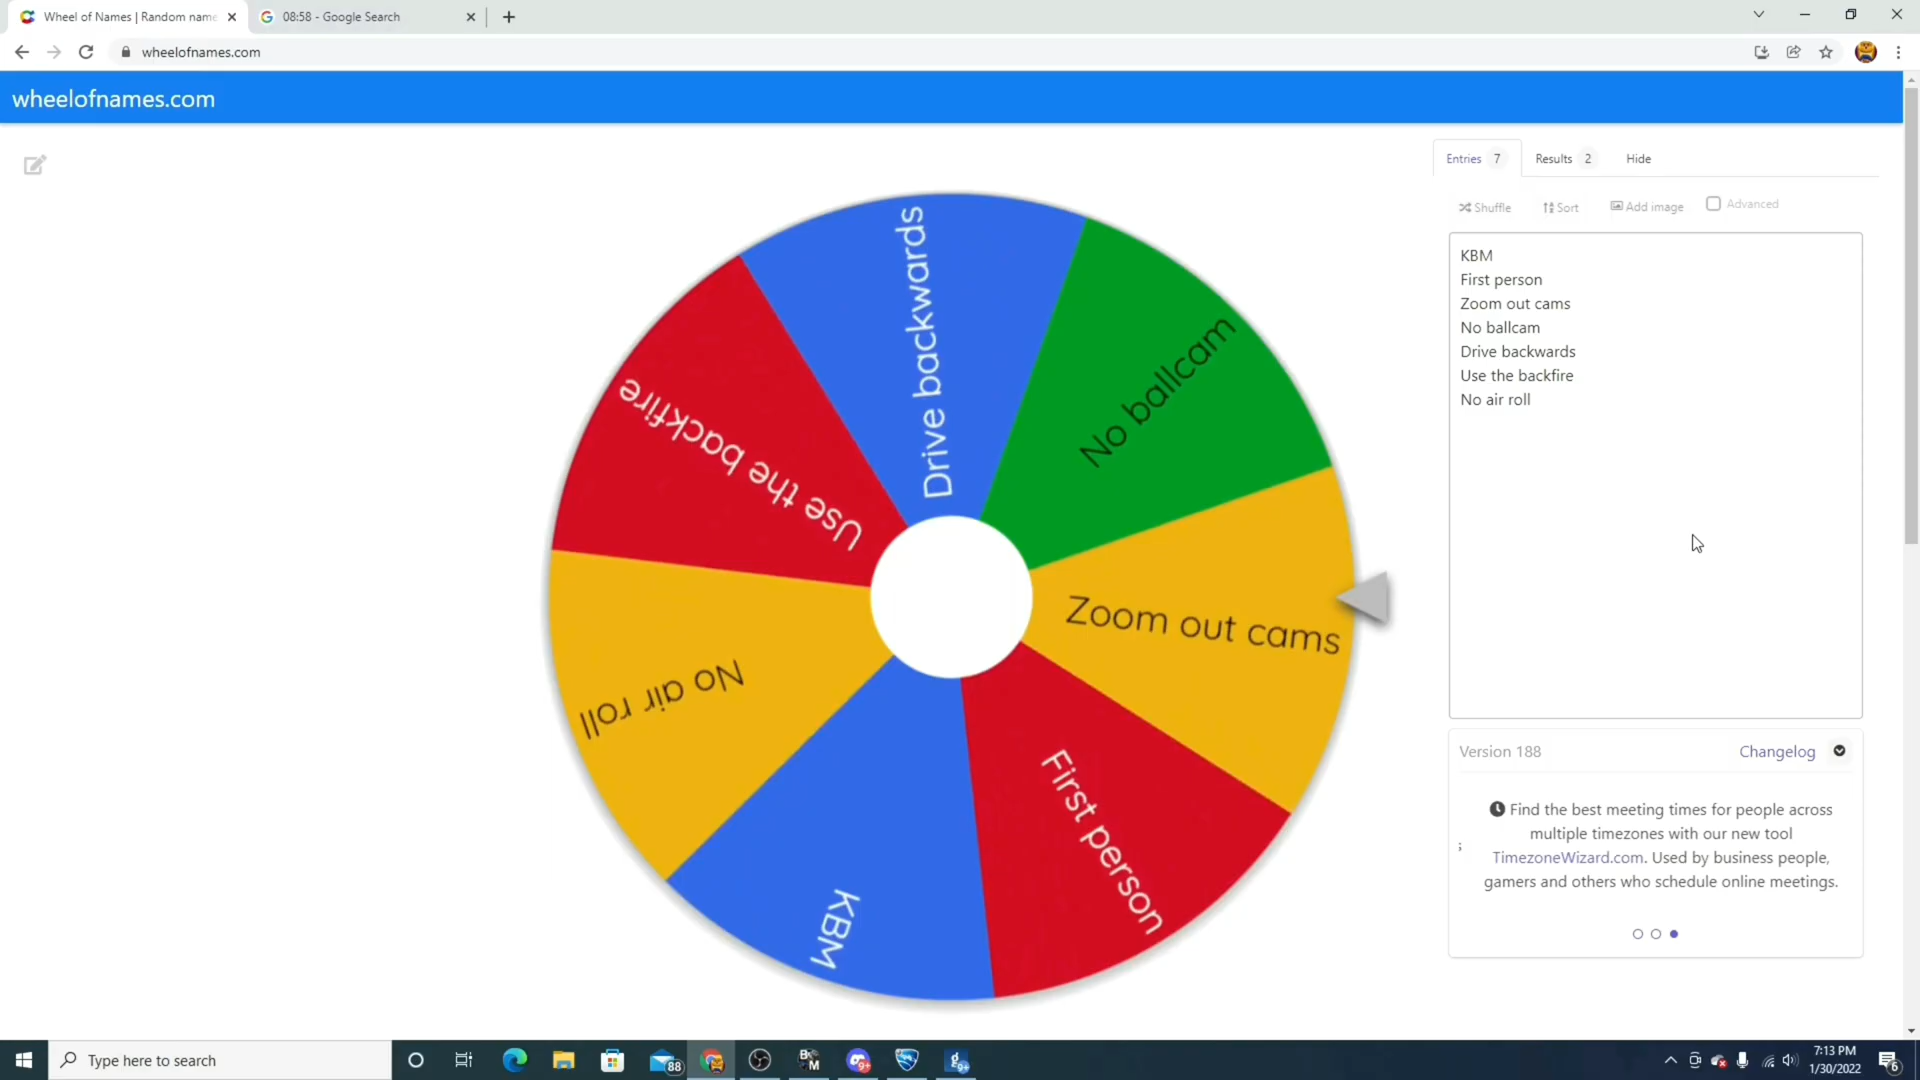 Wheel of Names | Random name
08:58 - Google Search
wheelofnames.com
wheelofnames.com
Entries 7
Results 2
Hide
Shuffle
Sort
Add image
Advanced
KBM
First person
Zoom out cams
No ballcam
Drive backwards
Use the backfire
No air roll
Drive backwards
No ballcam
Use the backfire
Zoom out cams
No air roll
First person
KBM
Version 188
Changelog
Find the best meeting times for people across
multiple timezones with our new tool
TimezoneWizard.com. Used by business people,
gamers and others who schedule online meetings.
Type here to search
88
9+
9+
7:13 PM
1/30/2022
6